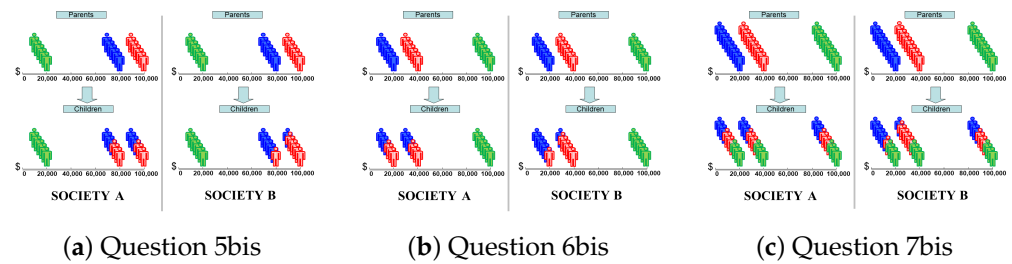 Parents Parents Parents Parents Parents Parents
$ 0 20,000 40,000 60,000 80,000 100,000 0 20,000 40,000 60,000 80,000 100,000 $ 0 20,000 40,000 60,000 80,000 100,000 0 20,000 40,000 60,000 80,000 100,000 $ 0 20,000 40,000 60,000 80,000 100,000 0 20,000 40,000 60,000 80,000 100,000
Children Children Children Children Children Children
$ 0 20,000 40,000 60,000 80,000 100,000 0 20,000 40,000 60,000 80,000 100,000 $ 0 20,000 40,000 60,000 80,000 100,000 0 20,000 40,000 60,000 80,000 100,000 $ 0 20,000 40,000 60,000 80,000 100,000 0 20,000 40,000 60,000 80,000 100,000
SOCIETY A SOCIETY B SOCIETY A SOCIETY B SOCIETY A SOCIETY B
(a) Question 5bis (b) Question 6bis (c) Question 7bis